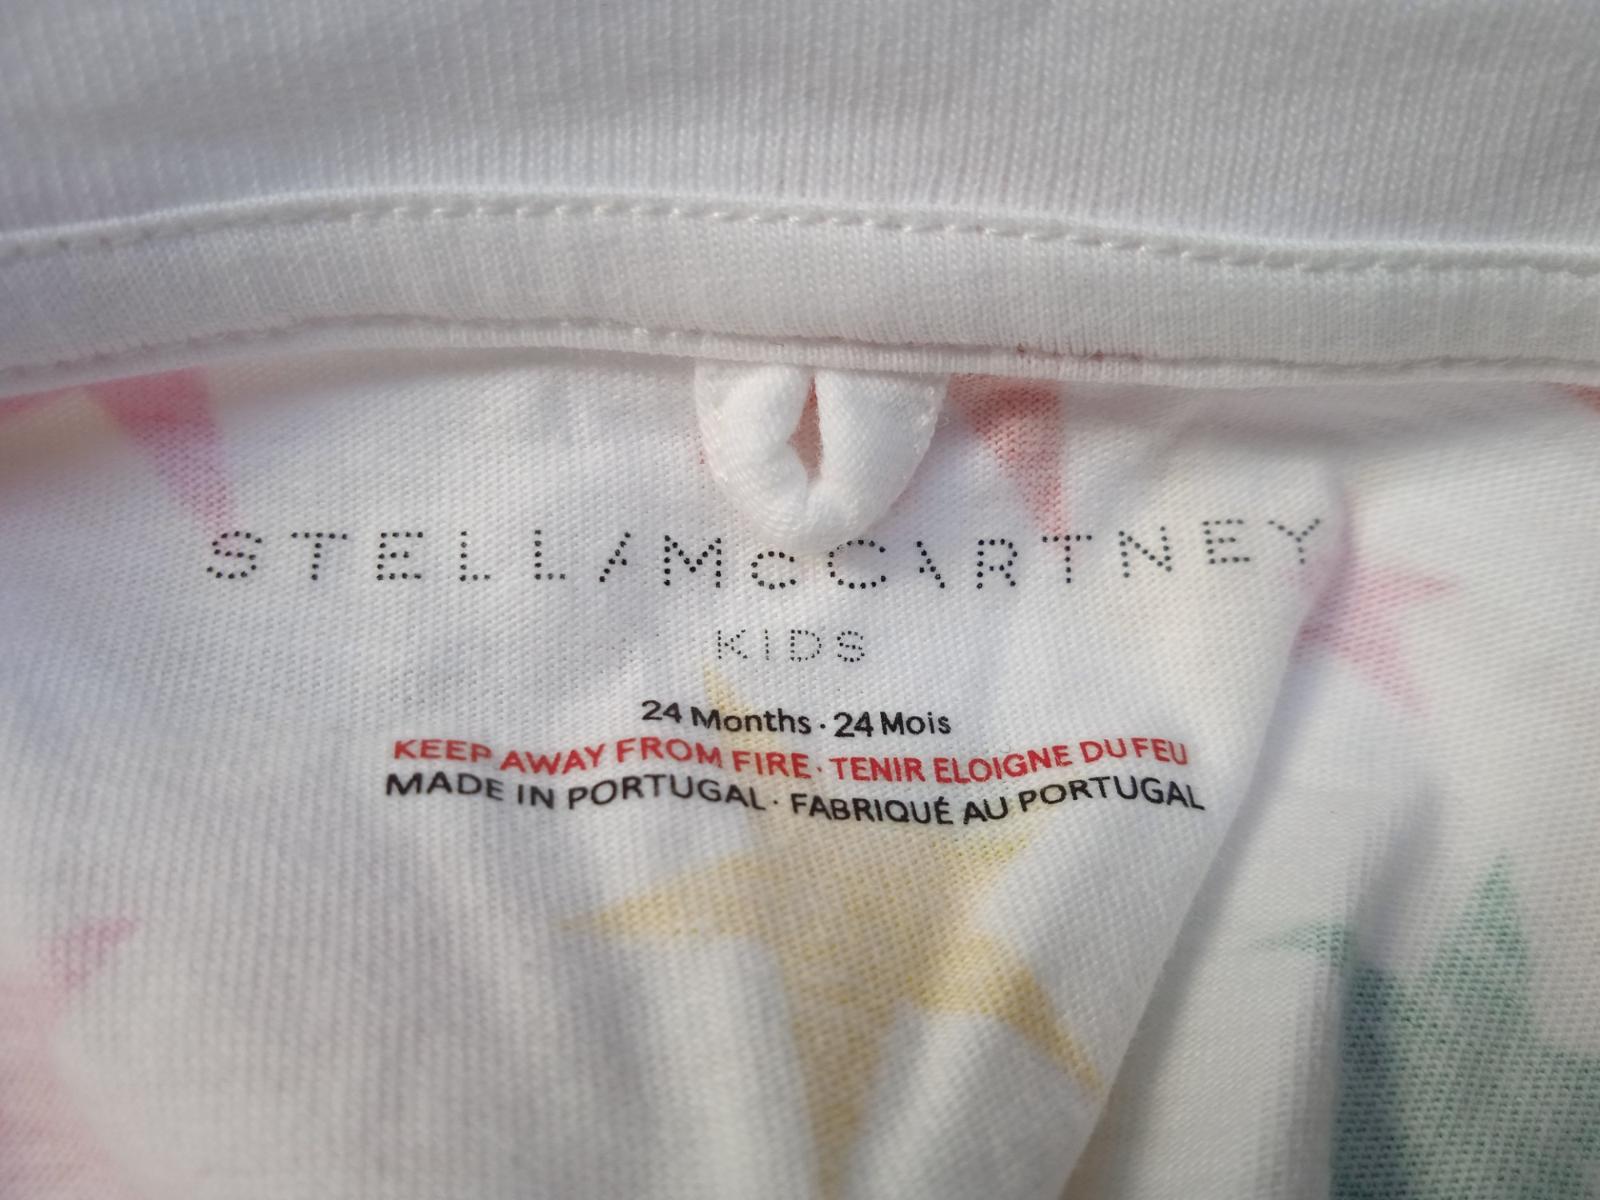 STELLA McCARTNEY
KIDS
24 Months · 24 Mois
KEEP AWAY FROM FIRE · TENIR ELOIGNE DU FEU
MADE IN PORTUGAL · FABRIQUÉ AU PORTUGAL